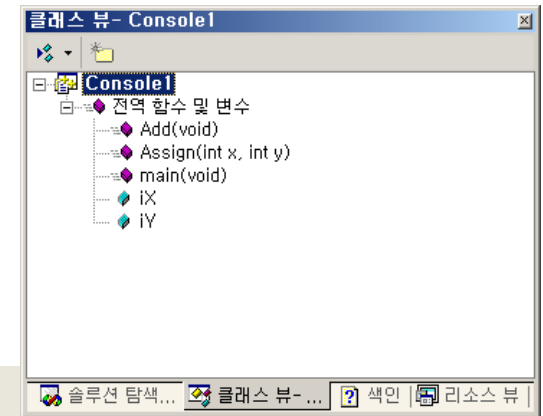 클래스 뷰- Console1
Console1
전역 함수 및 변수
Add(void)
Assign(int x, int y)
main(void)
iX
iY
솔루션 탐색... 클래스 뷰- ... 색인 리소스 뷰